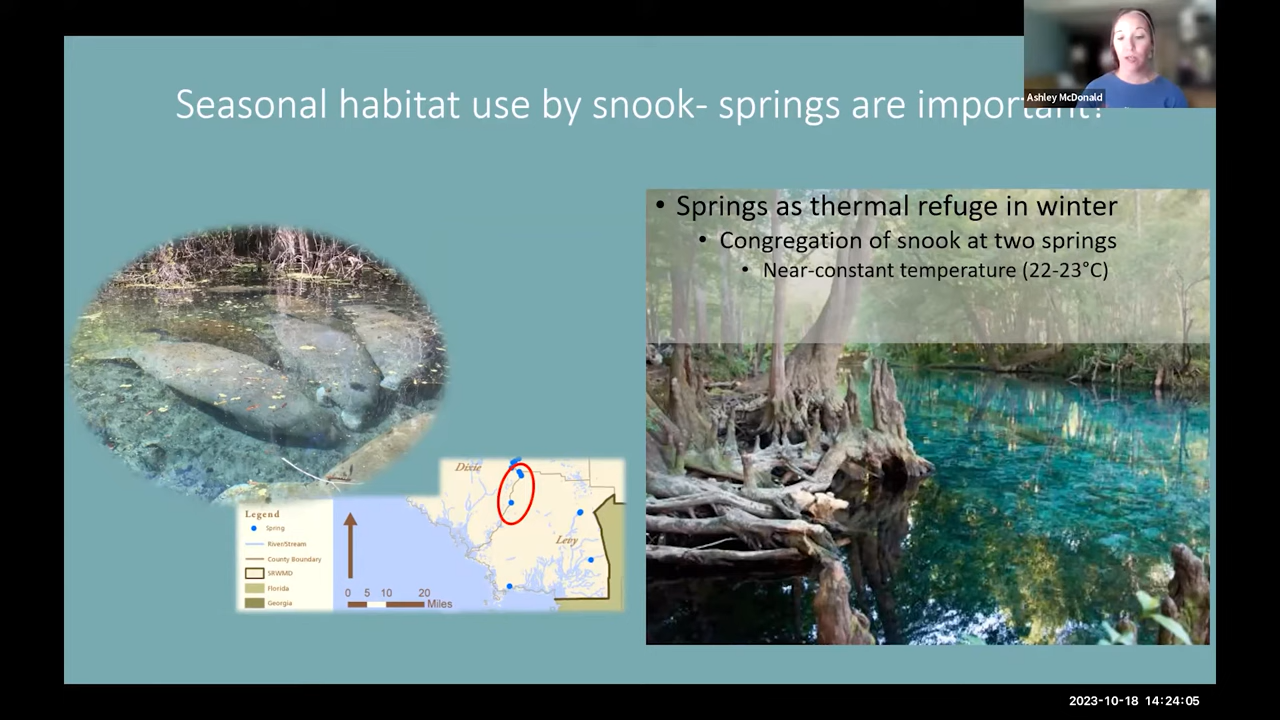 Ashley McDonald
Seasonal habitat use by snook- springs are important!
• Springs as thermal refuge in winter
• Congregation of snook at two springs
• Near-constant temperature (22-23°C)
Dixie
Levy
Legend
Spring
River/Stream
County Boundary
SRWMD
Florida
Georgia
0 5 10 20
Miles
2023-10-18 14:24:05